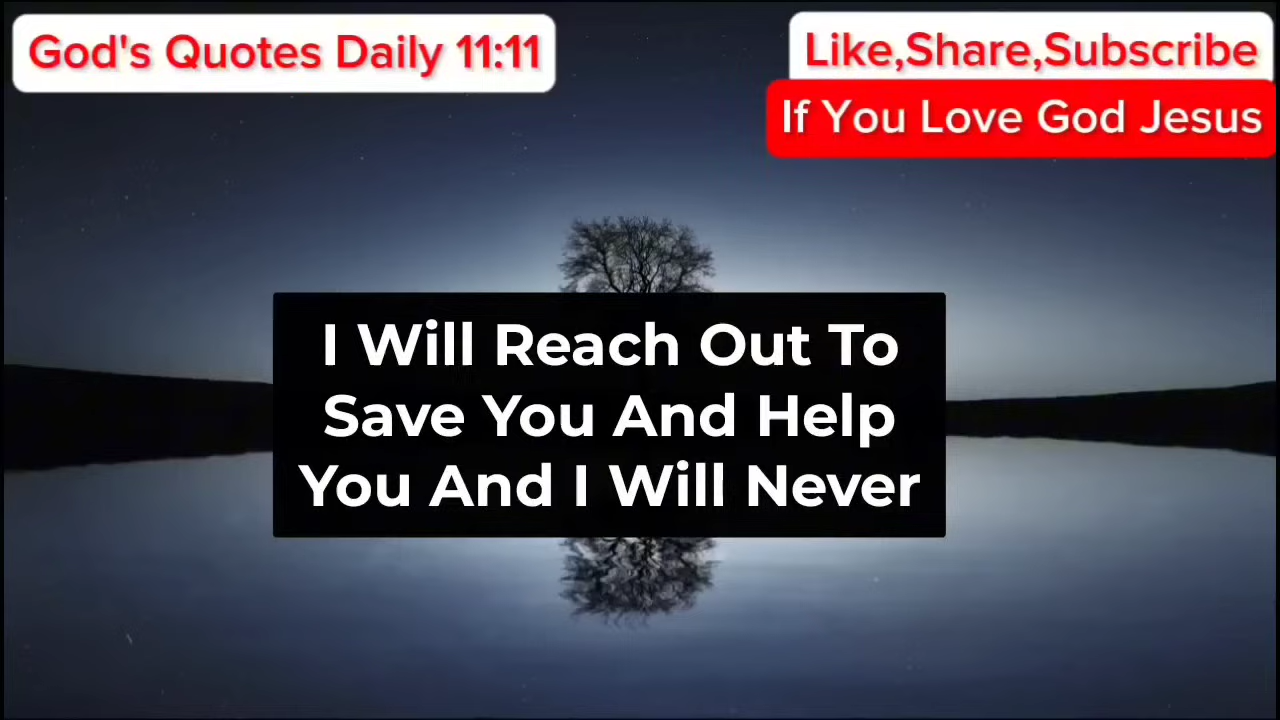 God's Quotes Daily 11:11
Like,Share,Subscribe
If You Love God Jesus
I Will Reach Out To
Save You And Help
You And I Will Never